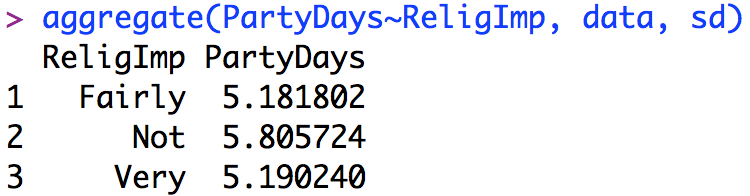 > aggregate(PartyDays~ReligImp, data, sd)
ReligImp PartyDays
1 Fairly 5.181802
2 Not 5.805724
3 Very 5.190240